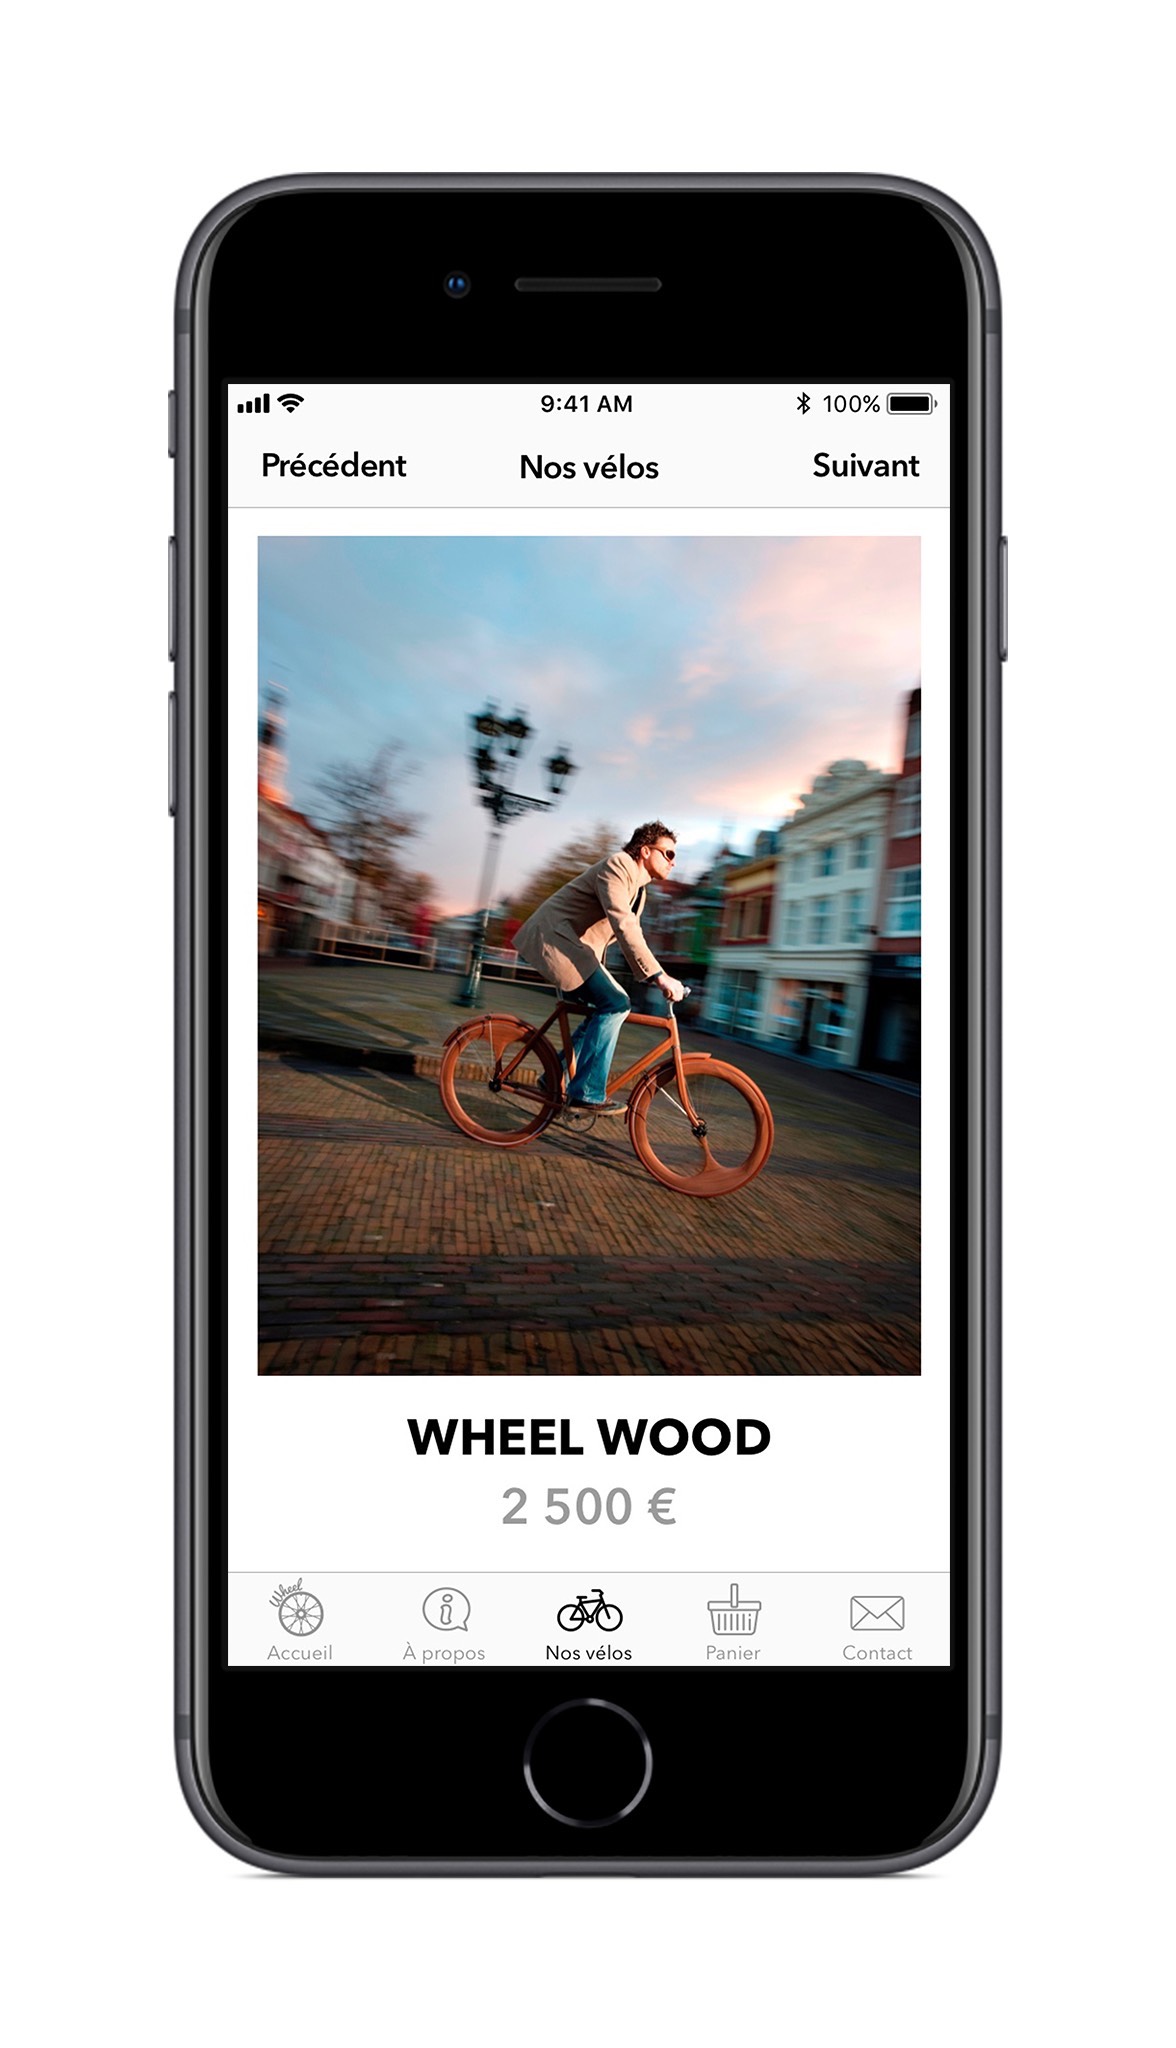 9:41 AM
100%
Précédent
Nos vélos
Suivant
WHEEL WOOD
2 500 €
Wheel
Accueil
À propos
Nos vélos
Panier
Contact